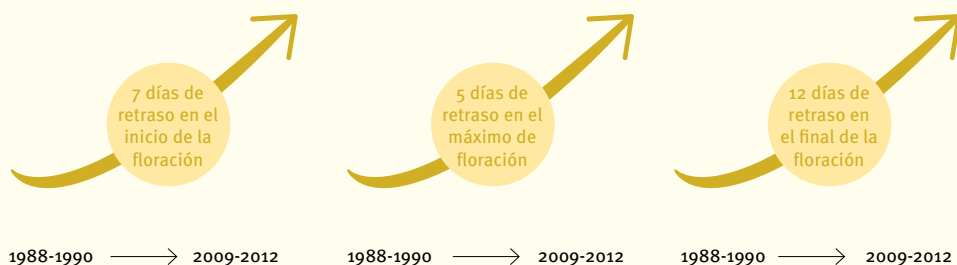 7 días de
retraso en el
inicio de la
floración
5 días de
retraso en el
máximo de
floración
12 días de
retraso en
el final de la
floración
1988-1990 → 2009-2012
1988-1990 → 2009-2012
1988-1990 → 2009-2012